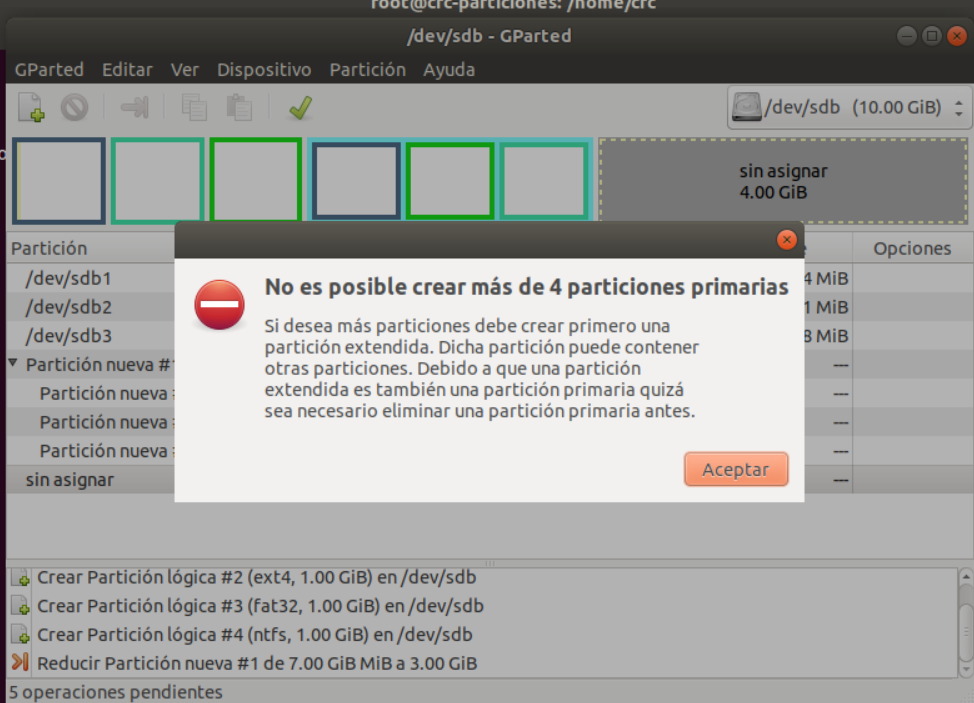 root@crc-particiones: /home/crc
/dev/sdb - GParted
GParted Editar Ver Dispositivo Partición Ayuda
/dev/sdb (10.00 GiB)
sin asignar
4.00 GiB
Partición Opciones
/dev/sdb1 4 MiB
/dev/sdb2 1 MiB
/dev/sdb3 8 MiB
Partición nueva #1 ---
Partición nueva ---
Partición nueva ---
Partición nueva ---
sin asignar ---
No es posible crear más de 4 particiones primarias
Si desea más particiones debe crear primero una
partición extendida. Dicha partición puede contener
otras particiones. Debido a que una partición
extendida es también una partición primaria quizá
sea necesario eliminar una partición primaria antes.
Aceptar
Crear Partición lógica #2 (ext4, 1.00 GiB) en /dev/sdb
Crear Partición lógica #3 (fat32, 1.00 GiB) en /dev/sdb
Crear Partición lógica #4 (ntfs, 1.00 GiB) en /dev/sdb
Reducir Partición nueva #1 de 7.00 GiB MiB a 3.00 GiB
5 operaciones pendientes